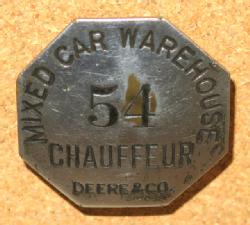 MIXED CAR WAREHOUSE
54
CHAUFFEUR
DEERE & CO.